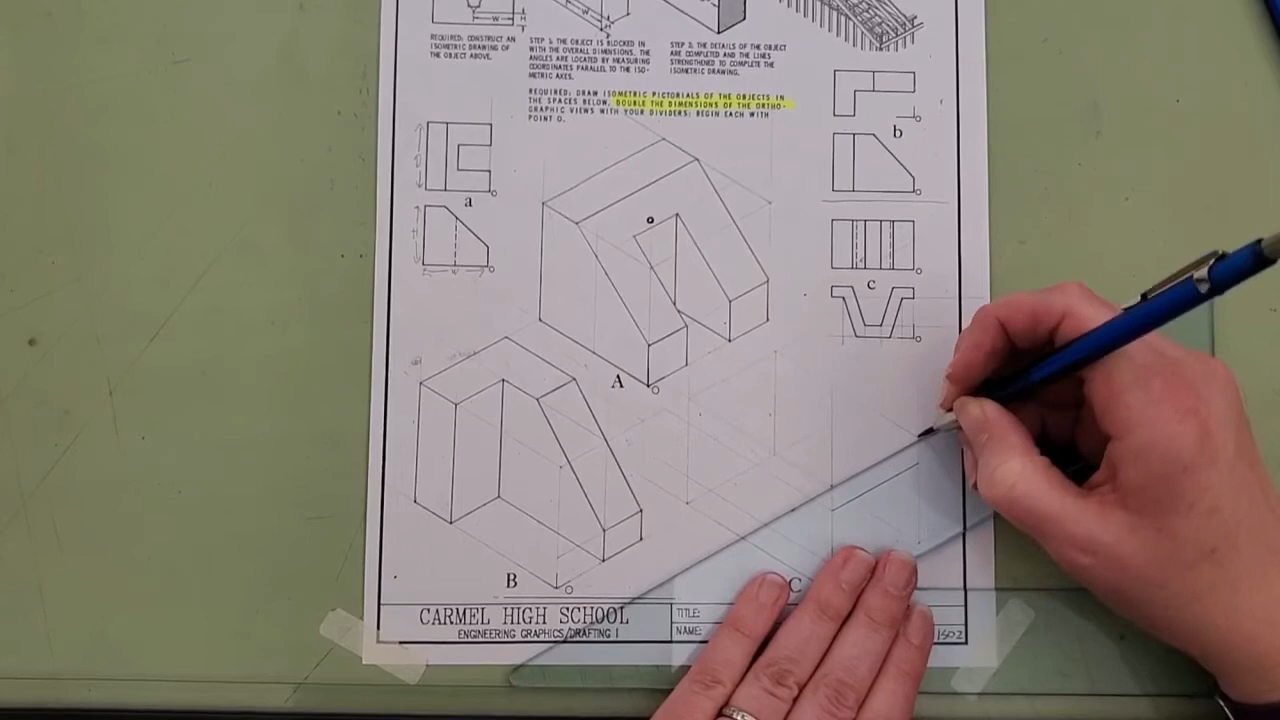 W
H
W
H
REQUIRED: CONSTRUCT AN
ISOMETRIC DRAWING OF
THE OBJECT ABOVE.
STEP 1: THE OBJECT IS BLOCKED IN
WITH THE OVERALL DIMENSIONS. THE
ANGLES ARE LOCATED BY MEASURING
COORDINATES PARALLEL TO THE ISO-
METRIC AXES.
STEP 2: THE DETAILS OF THE OBJECT
ARE COMPLETED AND THE LINES
STRENGTHENED TO COMPLETE THE
ISOMETRIC DRAWING.
REQUIRED: DRAW ISOMETRIC PICTORIALS OF THE OBJECTS IN
THE SPACES BELOW. DOUBLE THE DIMENSIONS OF THE ORTHO-
GRAPHIC VIEWS WITH YOUR DIVIDERS; BEGIN EACH WITH
POINT O.
O
a
O
O
b
O
O
c
O
A
O
B
O
C
CARMEL HIGH SCHOOL
ENGINEERING GRAPHICS/DRAFTING I
TITLE:
NAME:
ISO2